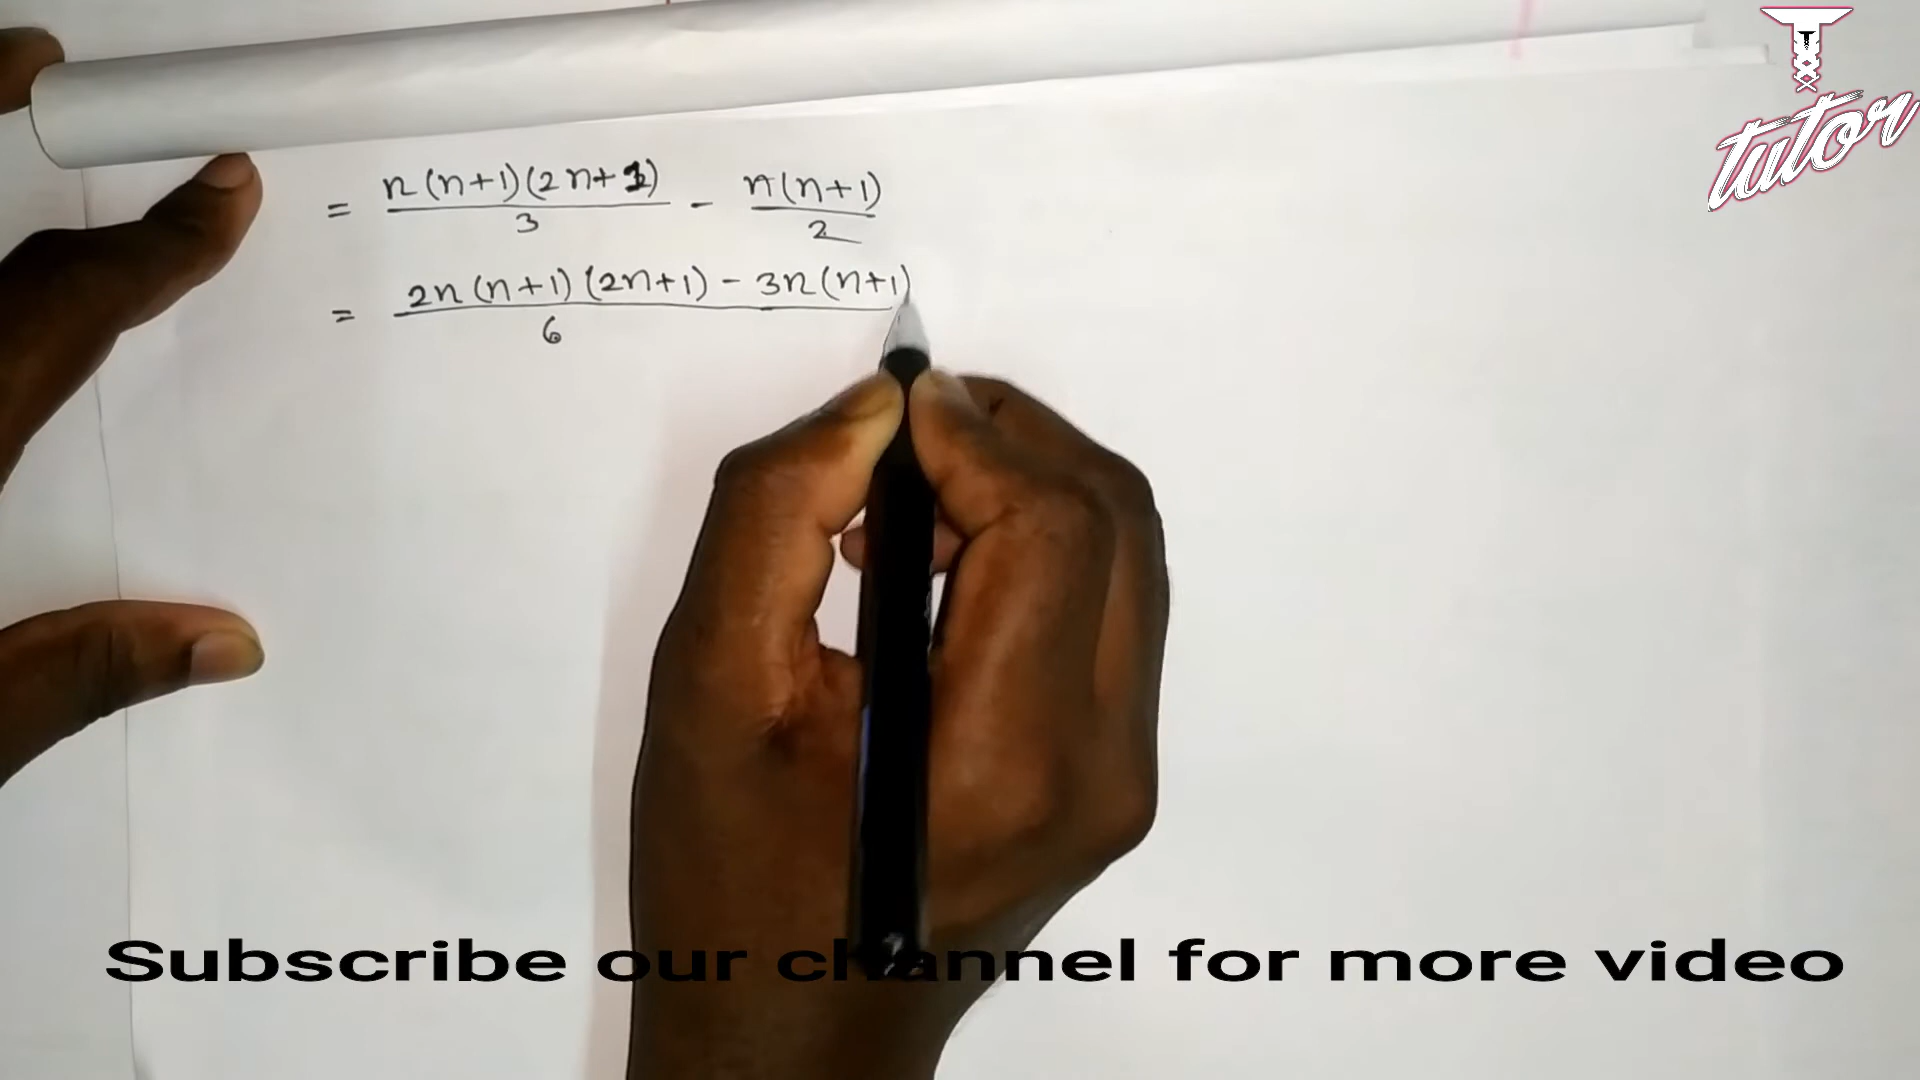 = n(n+1)(2n+1)/3 - n(n+1)/2
= 2n(n+1)(2n+1) - 3n(n+1)/6
T tutor
Subscribe our channel for more video